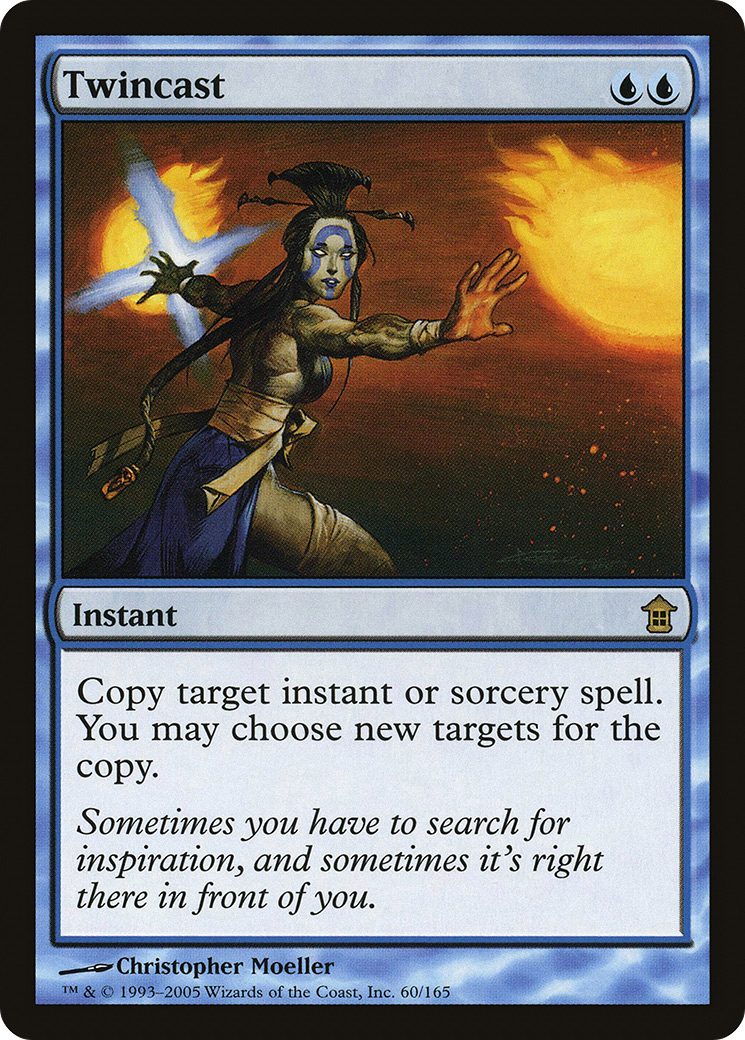 Twincast
Instant
Copy target instant or sorcery spell.
You may choose new targets for the
copy.
Sometimes you have to search for
inspiration, and sometimes it's right
there in front of you.
Christopher Moeller
™ & © 1993–2005 Wizards of the Coast, Inc. 60/165